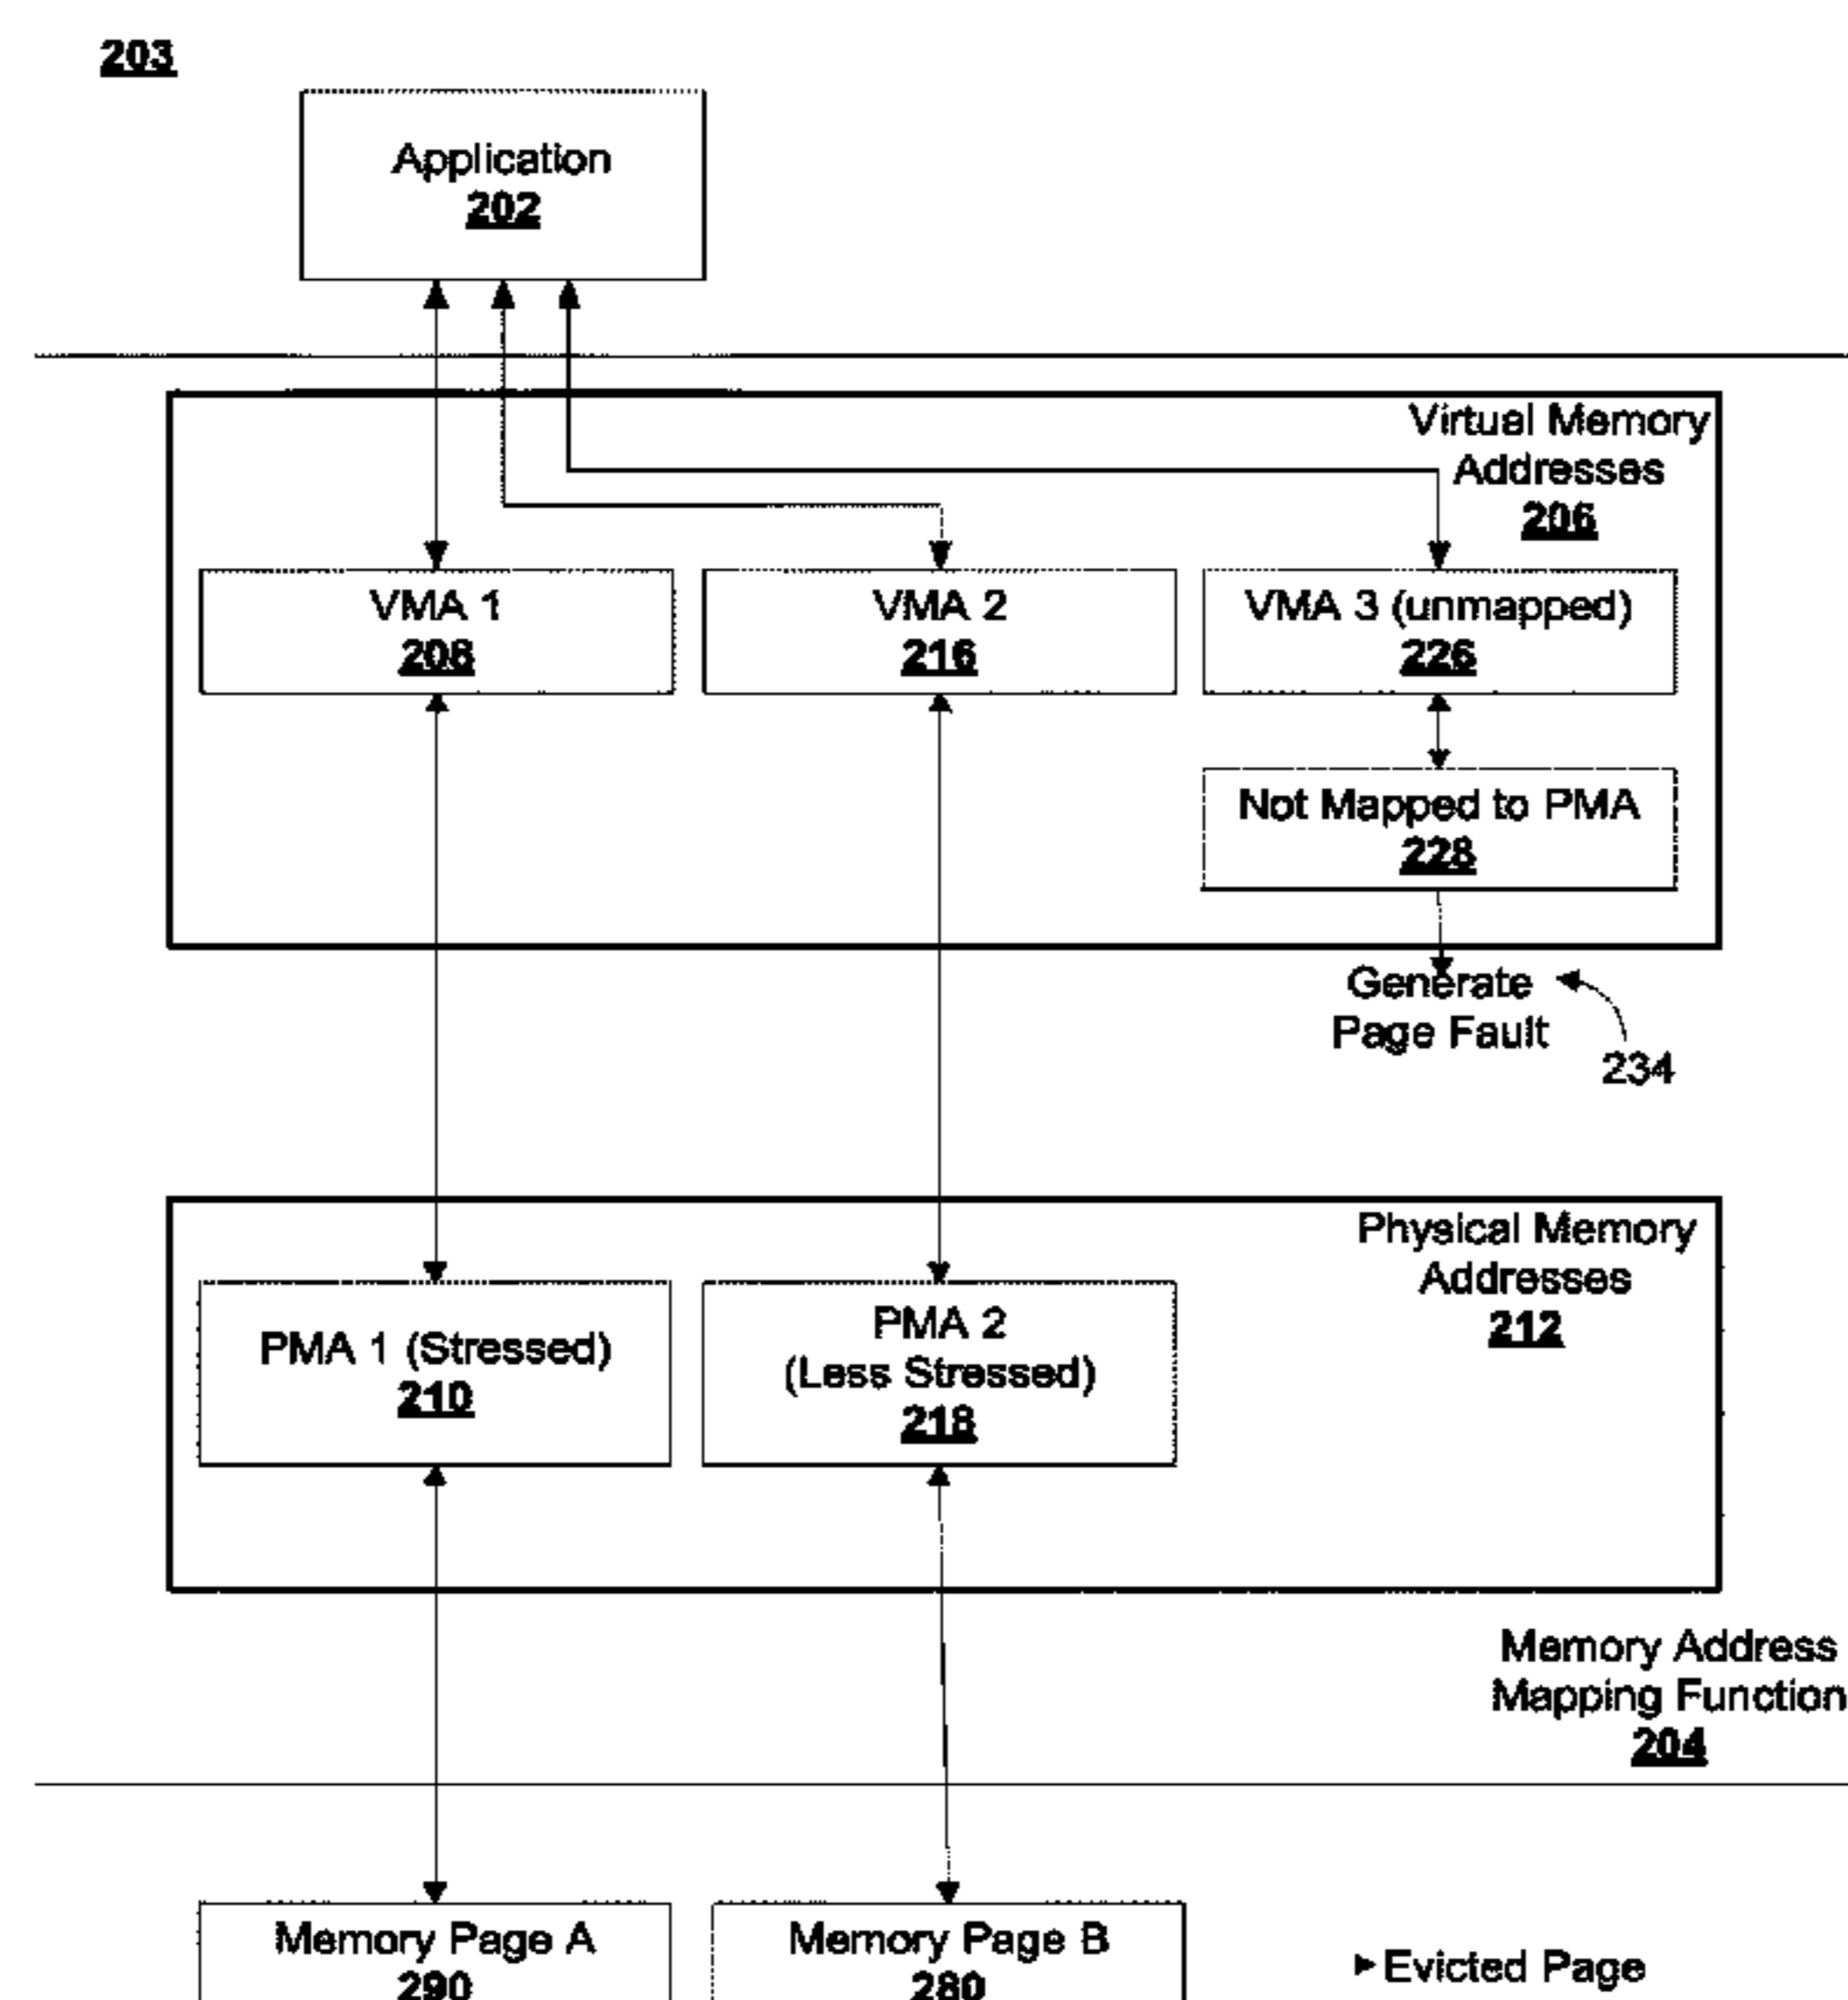 203
Application
202
Virtual Memory
Addresses
206
VMA 1
208
VMA 2
216
VMA 3 (unmapped)
226
Not Mapped to PMA
228
Generate
Page Fault
234
Physical Memory
Addresses
212
PMA 1 (Stressed)
210
PMA 2
(Less Stressed)
218
Memory Address
Mapping Function
204
Memory Page A
290
Memory Page B
280
Evicted Page